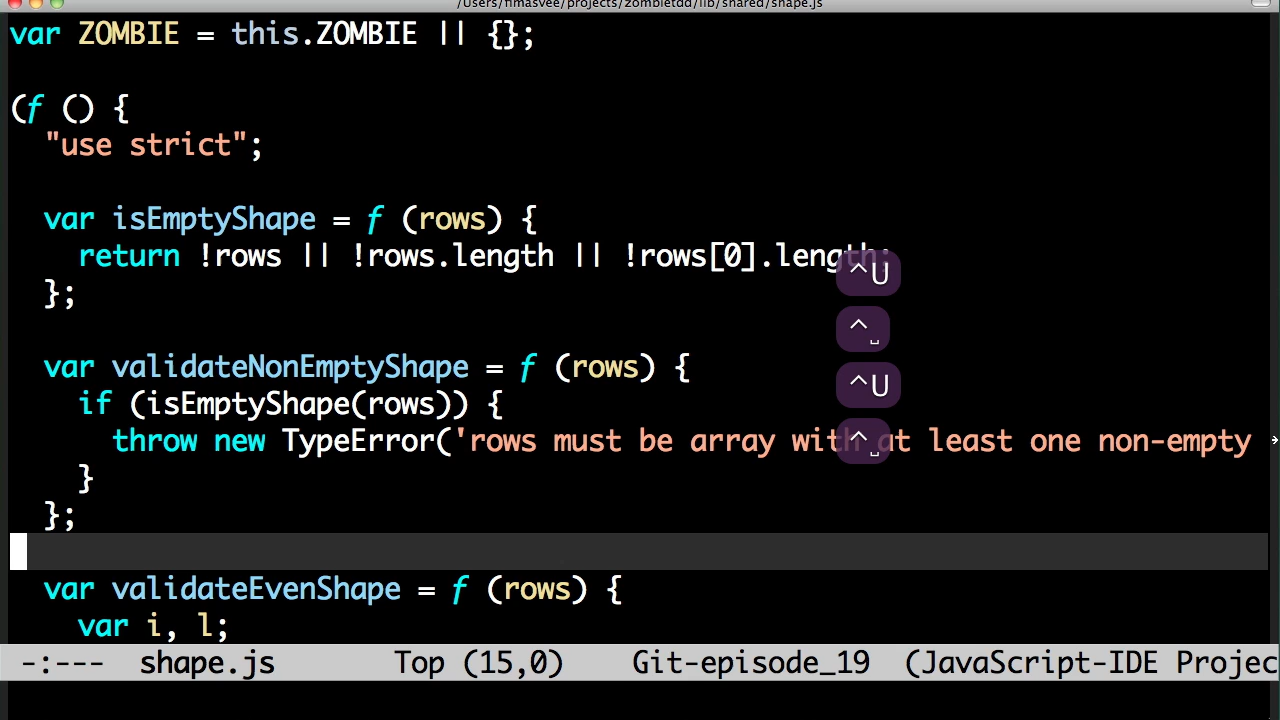 /Users/fimasvee/projects/zombietdd/lib/shared/shape.js
var ZOMBIE = this.ZOMBIE || {};
(f () {
"use strict";
var isEmptyShape = f (rows) {
return !rows || !rows.length || !rows[0].length;
};
var validateNonEmptyShape = f (rows) {
if (isEmptyShape(rows)) {
throw new TypeError('rows must be array with at least one non-empty
}
};
var validateEvenShape = f (rows) {
var i, l;
^U
^␣
^U
^␣
-:--- shape.js Top (15,0) Git-episode_19 (JavaScript-IDE Projec